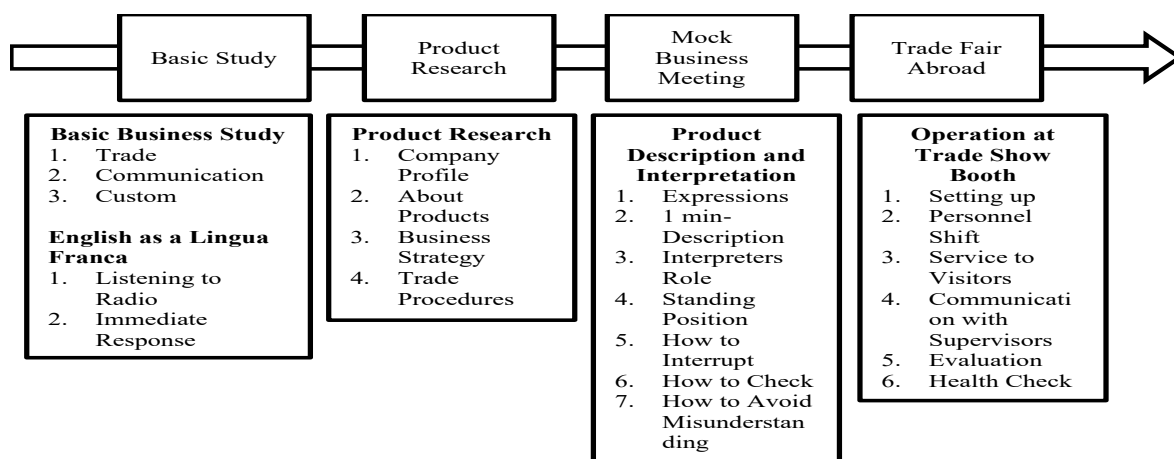 Basic Study
Product
Research
Mock
Business
Meeting
Trade Fair
Abroad
Basic Business Study
1. Trade
2. Communication
3. Custom
English as a Lingua
Franca
1. Listening to
Radio
2. Immediate
Response
Product Research
1. Company
Profile
2. About
Products
3. Business
Strategy
4. Trade
Procedures
Product
Description and
Interpretation
1. Expressions
2. 1 min-
Description
3. Interpreters
Role
4. Standing
Position
5. How to
Interrupt
6. How to Check
7. How to Avoid
Misunderstan
ding
Operation at
Trade Show
Booth
1. Setting up
2. Personnel
Shift
3. Service to
Visitors
4. Communicati
on with
Supervisors
5. Evaluation
6. Health Check